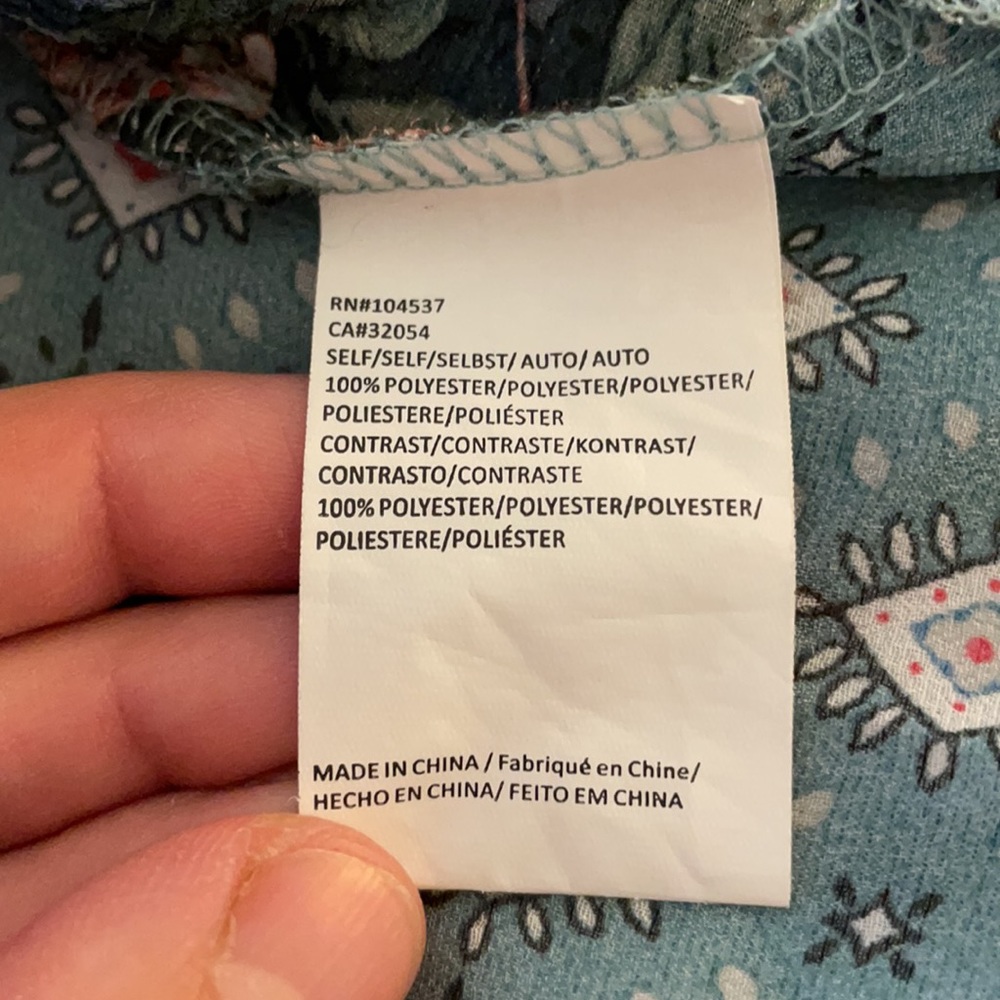 RN#104537
CA#32054
SELF/SELF/SELBST/ AUTO/ AUTO
100% POLYESTER/POLYESTER/POLYESTER/
POLIESTERE/POLIÉSTER
CONTRAST/CONTRASTE/KONTRAST/
CONTRASTO/CONTRASTE
100% POLYESTER/POLYESTER/POLYESTER/
POLIESTERE/POLIÉSTER
MADE IN CHINA / Fabriqué en Chine/
HECHO EN CHINA/ FEITO EM CHINA